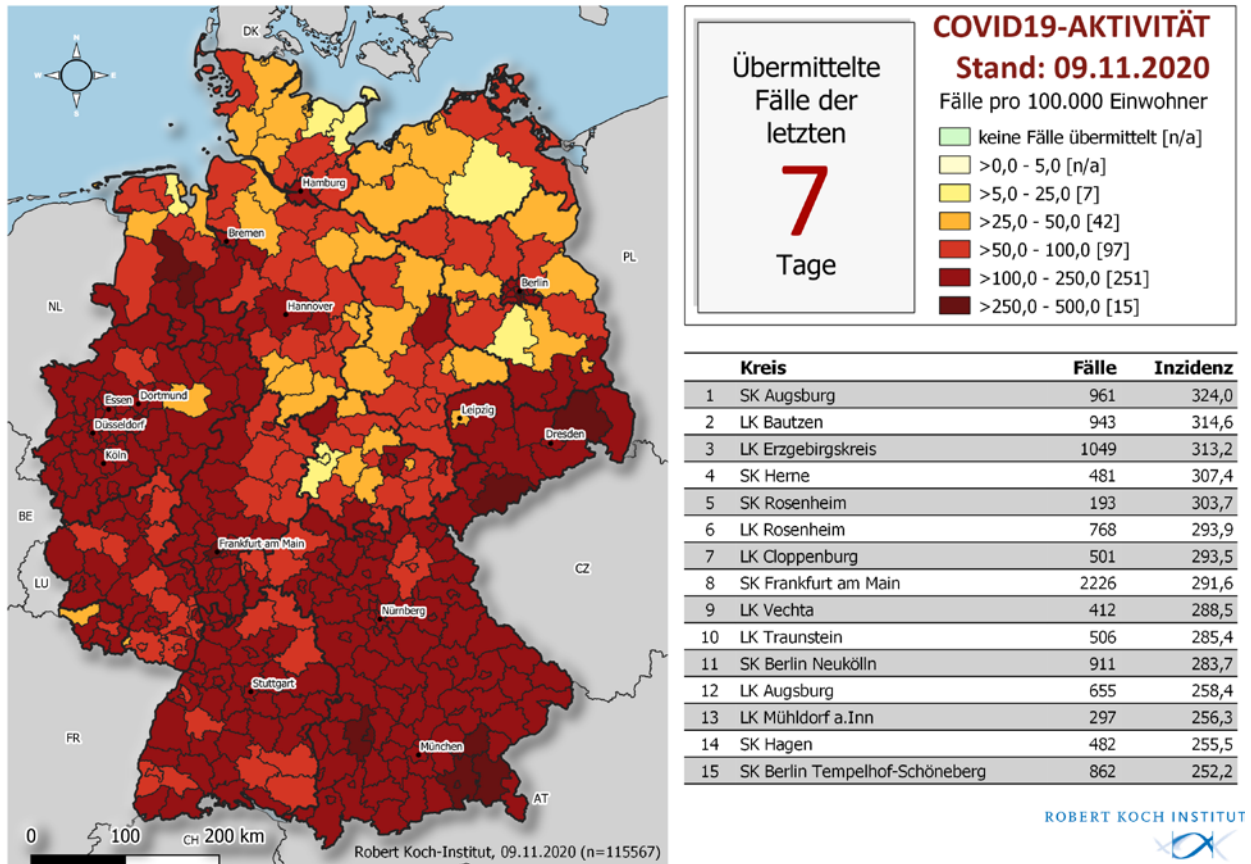 DK
N
W
E
S
Hamburg
Bremen
PL
Berlin
NL
Hannover
Essen
Dortmund
Düsseldorf
Leipzig
Dresden
Köln
BE
Frankfurt am Main
LU
CZ
Nürnberg
Stuttgart
FR
München
AT
CH
0 100 200 km
Robert Koch-Institut, 09.11.2020 (n=115567)
Übermittelte
Fälle der
letzten
7
Tage
COVID19-AKTIVITÄT
Stand: 09.11.2020
Fälle pro 100.000 Einwohner
keine Fälle übermittelt [n/a]
>0,0 - 5,0 [n/a]
>5,0 - 25,0 [7]
>25,0 - 50,0 [42]
>50,0 - 100,0 [97]
>100,0 - 250,0 [251]
>250,0 - 500,0 [15]
Kreis Fälle Inzidenz
1 SK Augsburg 961 324,0
2 LK Bautzen 943 314,6
3 LK Erzgebirgskreis 1049 313,2
4 SK Herne 481 307,4
5 SK Rosenheim 193 303,7
6 LK Rosenheim 768 293,9
7 LK Cloppenburg 501 293,5
8 SK Frankfurt am Main 2226 291,6
9 LK Vechta 412 288,5
10 LK Traunstein 506 285,4
11 SK Berlin Neukölln 911 283,7
12 LK Augsburg 655 258,4
13 LK Mühldorf a.Inn 297 256,3
14 SK Hagen 482 255,5
15 SK Berlin Tempelhof-Schöneberg 862 252,2
ROBERT KOCH INSTITUT